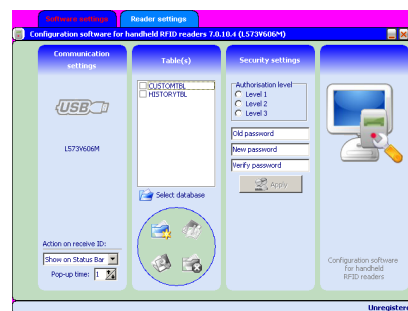 Software settings
Reader settings
Configuration software for handheld RFID readers 7.0.10.4 (L573V606M)
Communication
settings
USB
L573V606M
Action on receive ID:
Show on Status Bar
Pop-up time: 1
Table(s)
CUSTOMTBL
HISTORYTBL
Select database
Security settings
Authorisation level
Level 1
Level 2
Level 3
Old password
New password
Verify password
Apply
Configuration software
for handheld
RFID readers
Unregistere